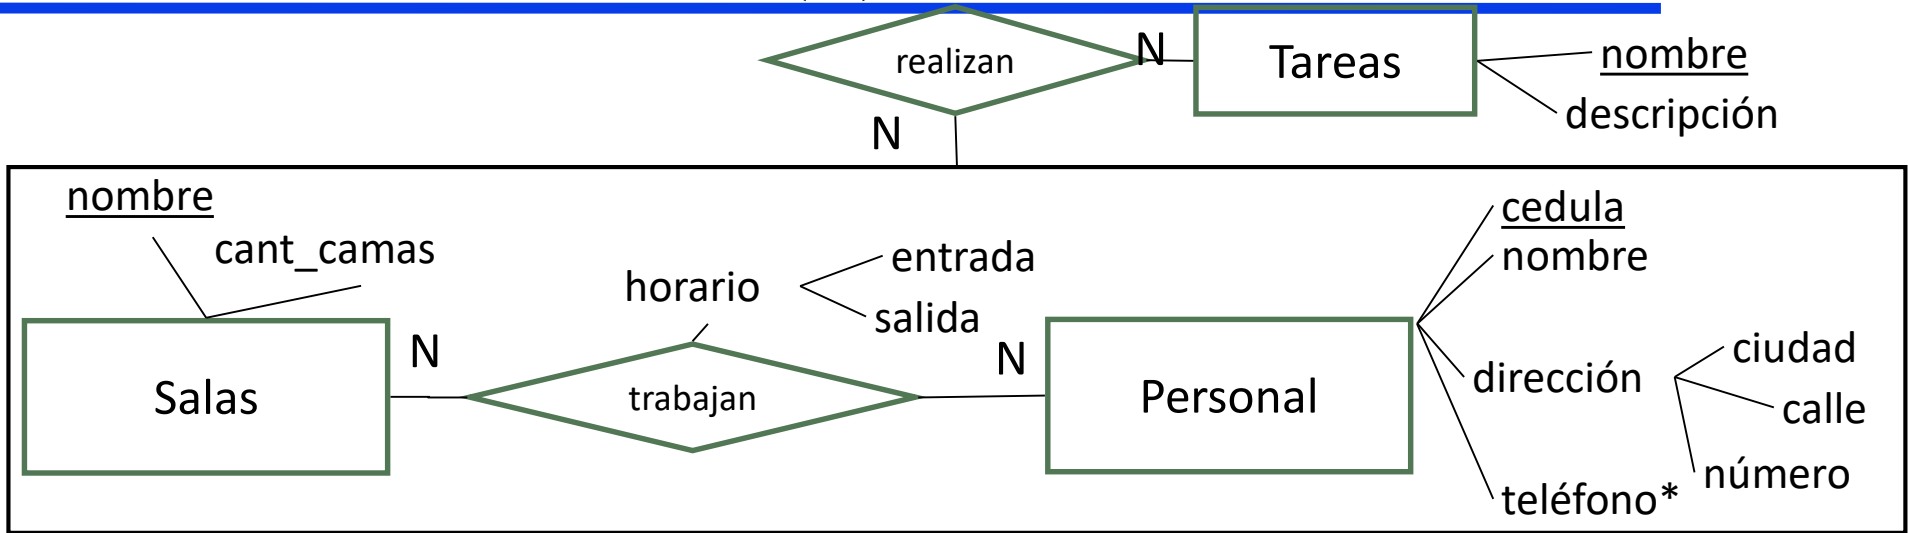 N
realizan
Tareas
nombre
descripción
N
nombre
cant_camas
horario
entrada
salida
cedula
nombre
dirección
ciudad
calle
número
teléfono*
N
N
Salas
trabajan
Personal